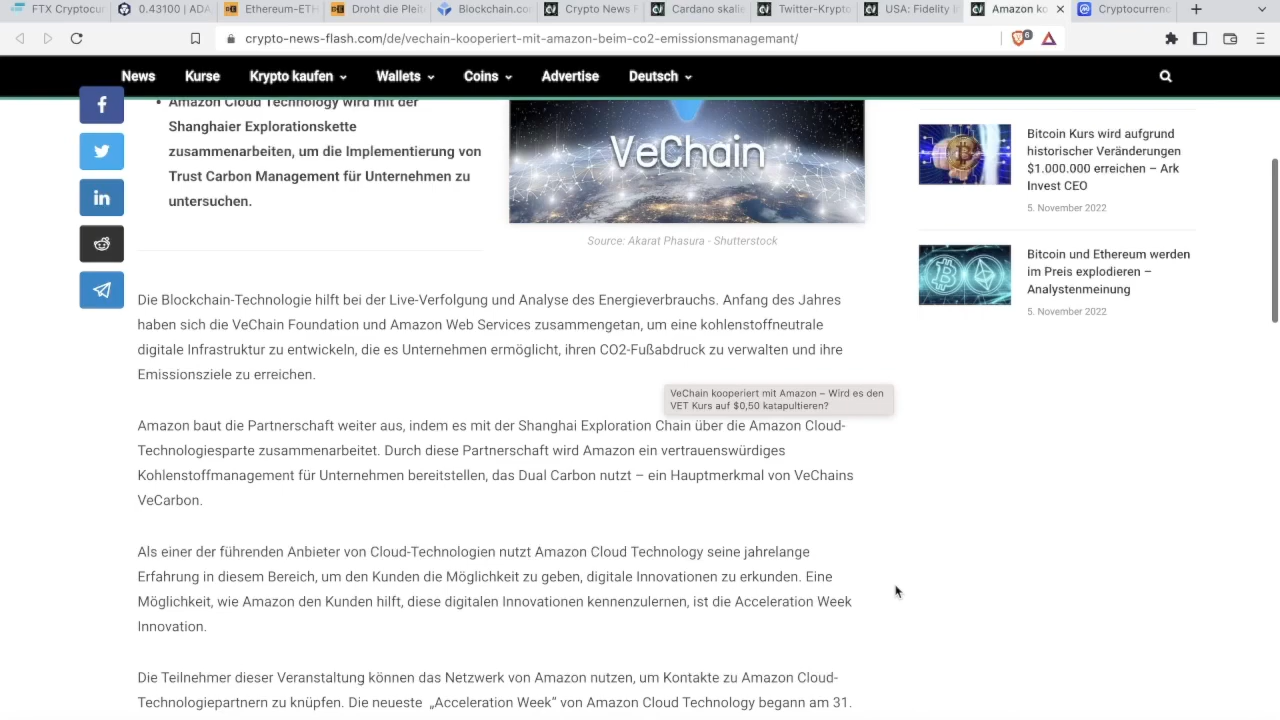 FTX Cryptocur
0.43100 | ADA
Ethereum-ETH
Droht die Pleit
Blockchain.co
Crypto News F
Cardano skalie
Twitter-Krypto
USA: Fidelity I
Amazon ko
Cryptocurrenc
crypto-news-flash.com/de/vechain-kooperiert-mit-amazon-beim-co2-emissionsmanagemant/
6
News Kurse Krypto kaufen Wallets Coins Advertise Deutsch
Amazon Cloud Technology wird mit der
Shanghaier Explorationskette
zusammenarbeiten, um die Implementierung von
Trust Carbon Management für Unternehmen zu
untersuchen.
VeChain
Source: Akarat Phasura - Shutterstock
Die Blockchain-Technologie hilft bei der Live-Verfolgung und Analyse des Energieverbrauchs. Anfang des Jahres
haben sich die VeChain Foundation und Amazon Web Services zusammengetan, um eine kohlenstoffneutrale
digitale Infrastruktur zu entwickeln, die es Unternehmen ermöglicht, ihren CO2-Fußabdruck zu verwalten und ihre
Emissionsziele zu erreichen.
VeChain kooperiert mit Amazon – Wird es den
VET Kurs auf $0,50 katapultieren?
Amazon baut die Partnerschaft weiter aus, indem es mit der Shanghai Exploration Chain über die Amazon Cloud-
Technologiesparte zusammenarbeitet. Durch diese Partnerschaft wird Amazon ein vertrauenswürdiges
Kohlenstoffmanagement für Unternehmen bereitstellen, das Dual Carbon nutzt – ein Hauptmerkmal von VeChains
VeCarbon.
Als einer der führenden Anbieter von Cloud-Technologien nutzt Amazon Cloud Technology seine jahrelange
Erfahrung in diesem Bereich, um den Kunden die Möglichkeit zu geben, digitale Innovationen zu erkunden. Eine
Möglichkeit, wie Amazon den Kunden hilft, diese digitalen Innovationen kennenzulernen, ist die Acceleration Week
Innovation.
Die Teilnehmer dieser Veranstaltung können das Netzwerk von Amazon nutzen, um Kontakte zu Amazon Cloud-
Technologiepartnern zu knüpfen. Die neueste „Acceleration Week“ von Amazon Cloud Technology begann am 31.
Bitcoin Kurs wird aufgrund
historischer Veränderungen
$1.000.000 erreichen – Ark
Invest CEO
5. November 2022
Bitcoin und Ethereum werden
im Preis explodieren –
Analystenmeinung
5. November 2022